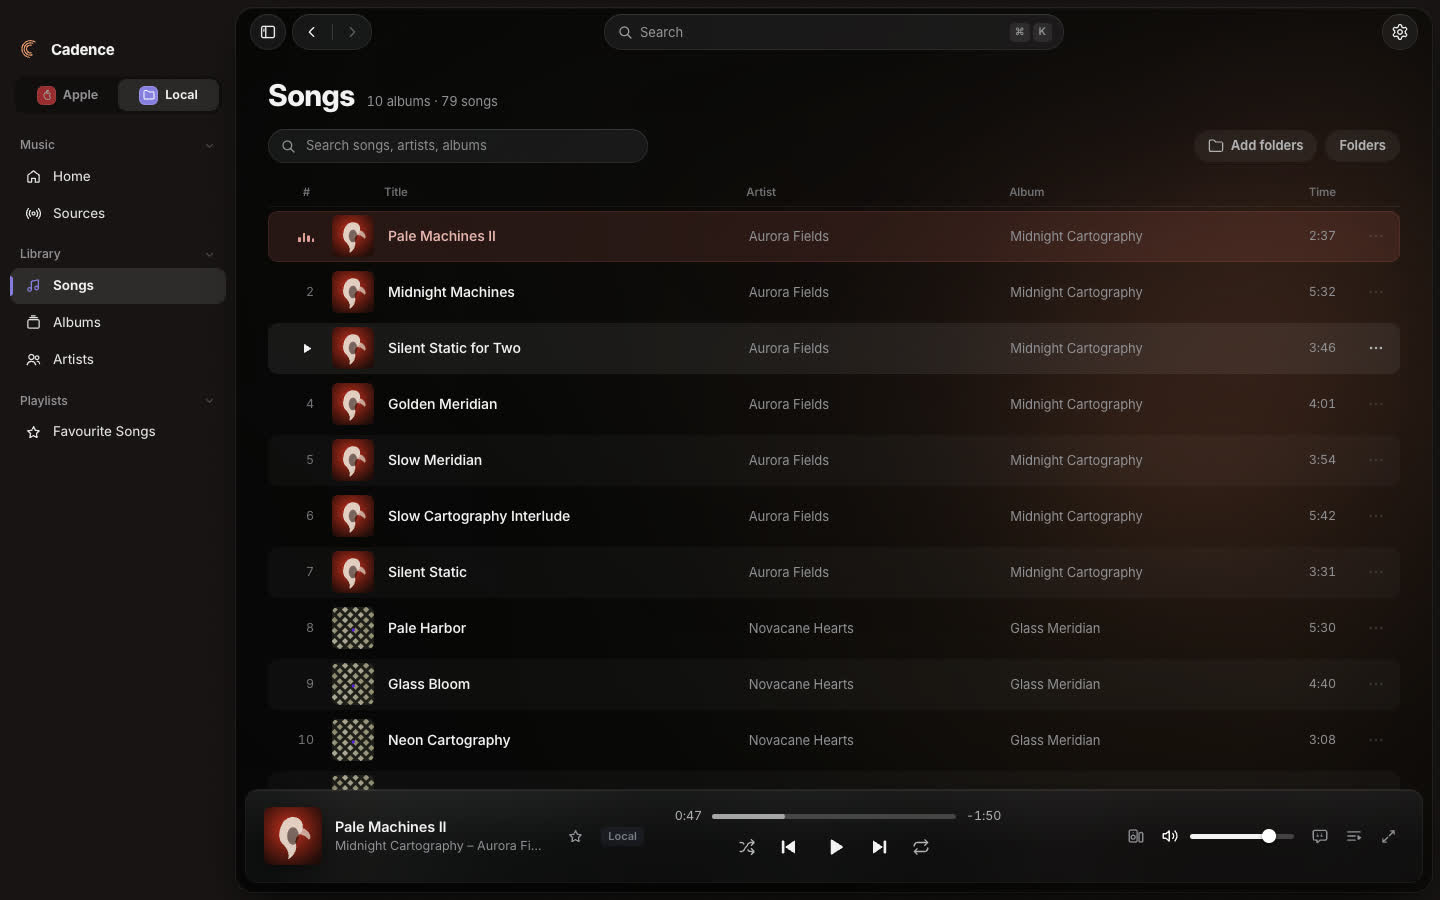 Cadence
Apple
Local
Music
Home
Sources
Library
Songs
Albums
Artists
Playlists
Favourite Songs
Search
⌘ K
Songs 10 albums · 79 songs
Search songs, artists, albums
Add folders
Folders
# Title Artist Album Time
Pale Machines II Aurora Fields Midnight Cartography 2:37
2 Midnight Machines Aurora Fields Midnight Cartography 5:32
Silent Static for Two Aurora Fields Midnight Cartography 3:46
4 Golden Meridian Aurora Fields Midnight Cartography 4:01
5 Slow Meridian Aurora Fields Midnight Cartography 3:54
6 Slow Cartography Interlude Aurora Fields Midnight Cartography 5:42
7 Silent Static Aurora Fields Midnight Cartography 3:31
8 Pale Harbor Novacane Hearts Glass Meridian 5:30
9 Glass Bloom Novacane Hearts Glass Meridian 4:40
10 Neon Cartography Novacane Hearts Glass Meridian 3:08
Pale Machines II
Midnight Cartography – Aurora Fi...
Local
0:47
-1:50